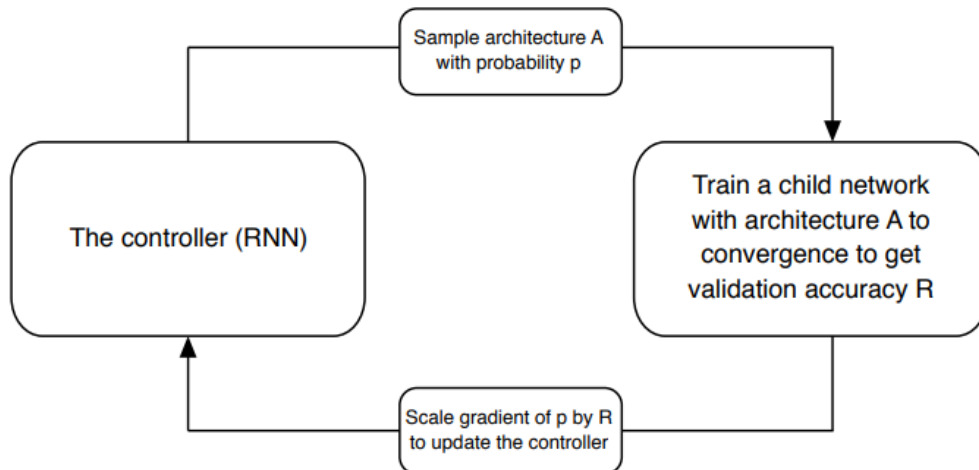 Sample architecture A
with probability p
The controller (RNN)
Train a child network
with architecture A to
convergence to get
validation accuracy R
Scale gradient of p by R
to update the controller